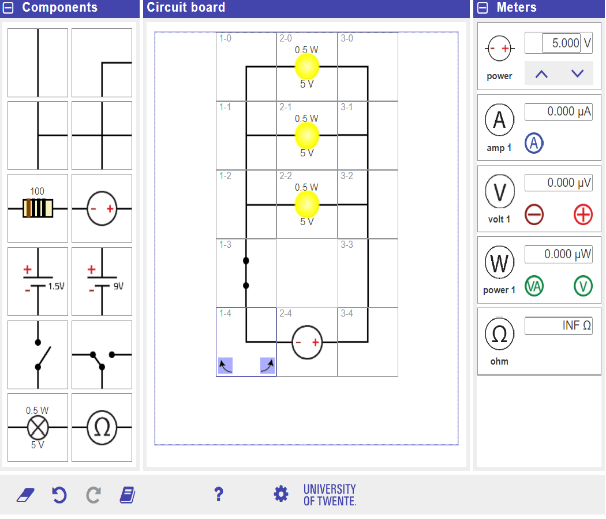 Components
Circuit board
Meters
1-0
2-0
3-0
0.5 W
5 V
1-1
2-1
3-1
0.5 W
5 V
1-2
2-2
3-2
0.5 W
5 V
1-3
3-3
1-4
2-4
3-4
- +
100
- +
+
-
1.5V
+
-
9V
0.5 W
5 V
Ω
- +
power
5.000 V
A
amp 1
0.000 µA
A
V
volt 1
0.000 µV
W
power 1
0.000 µW
VA
V
Ω
ohm
INF Ω
?
UNIVERSITY
OF TWENTE.